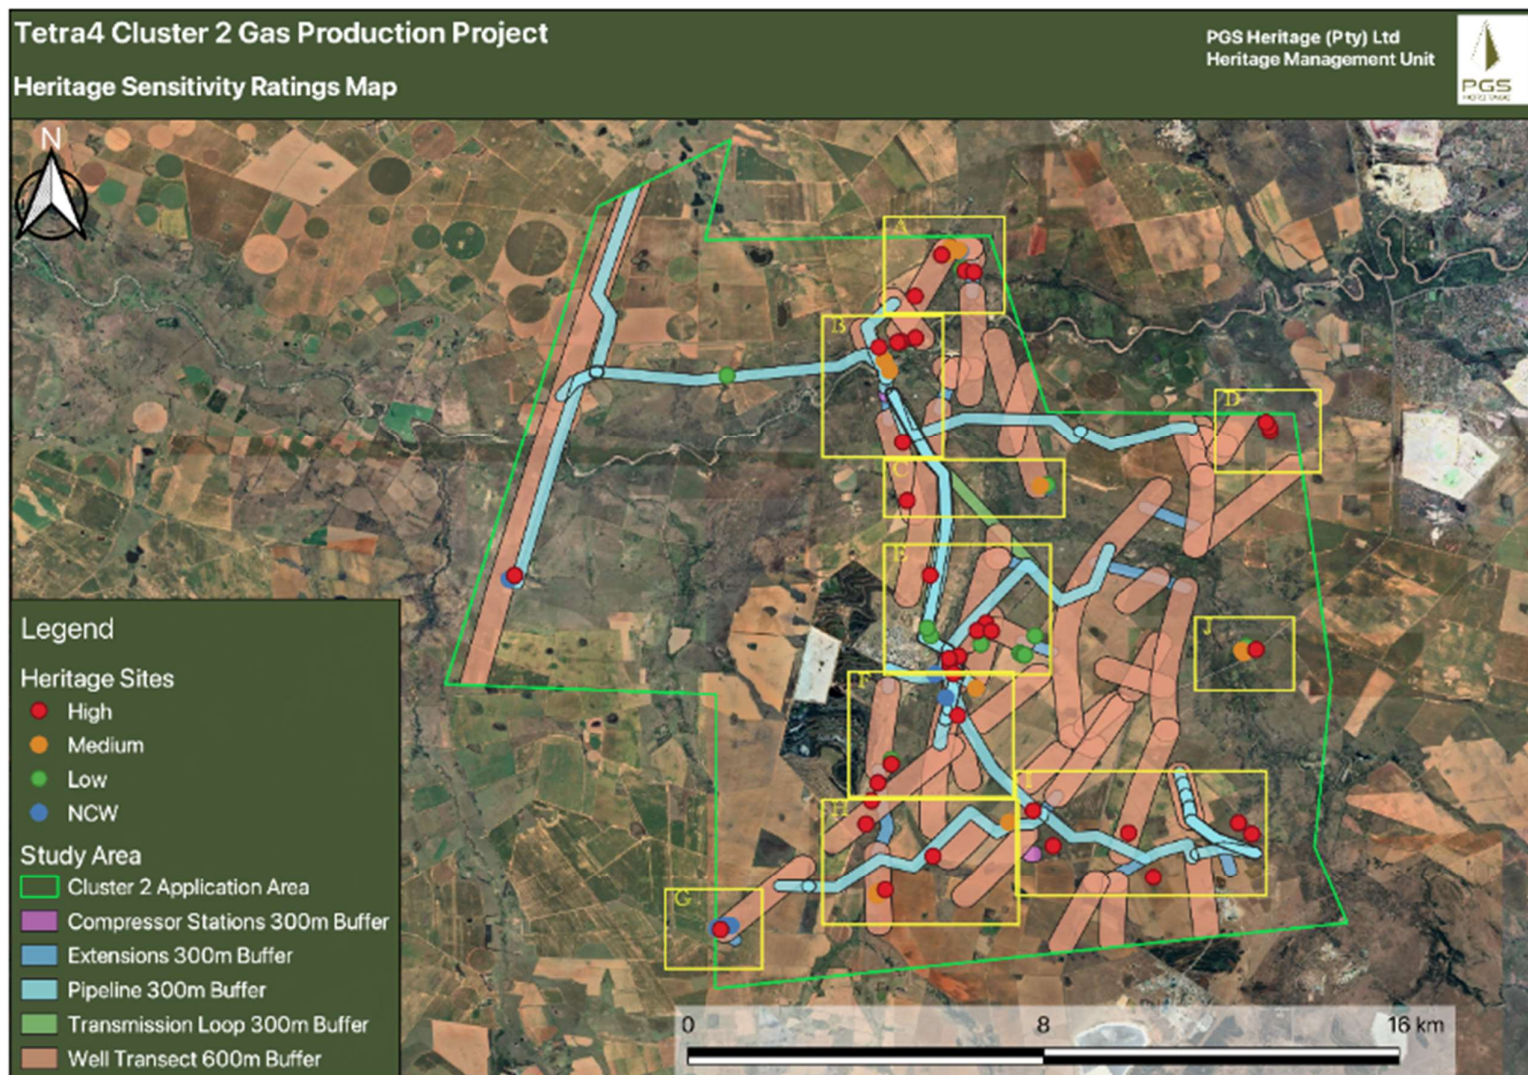 Tetra4 Cluster 2 Gas Production Project
Heritage Sensitivity Ratings Map
PGS Heritage (Pty) Ltd
Heritage Management Unit
PGS
HERITAGE
N
A
B
D
C
E
J
F
I
H
G
Legend
Heritage Sites
High
Medium
Low
NCW
Study Area
Cluster 2 Application Area
Compressor Stations 300m Buffer
Extensions 300m Buffer
Pipeline 300m Buffer
Transmission Loop 300m Buffer
Well Transect 600m Buffer
0 8 16 km